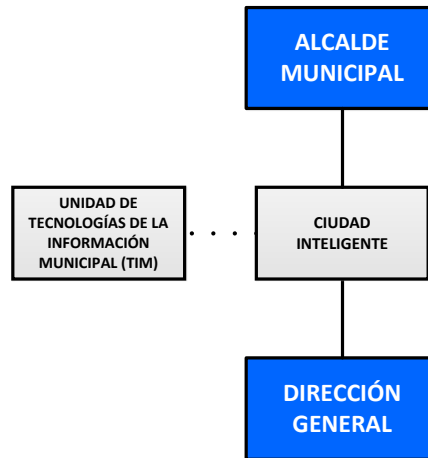 ALCALDE
MUNICIPAL
UNIDAD DE
TECNOLOGÍAS DE LA
INFORMACIÓN
MUNICIPAL (TIM)
CIUDAD
INTELIGENTE
DIRECCIÓN
GENERAL